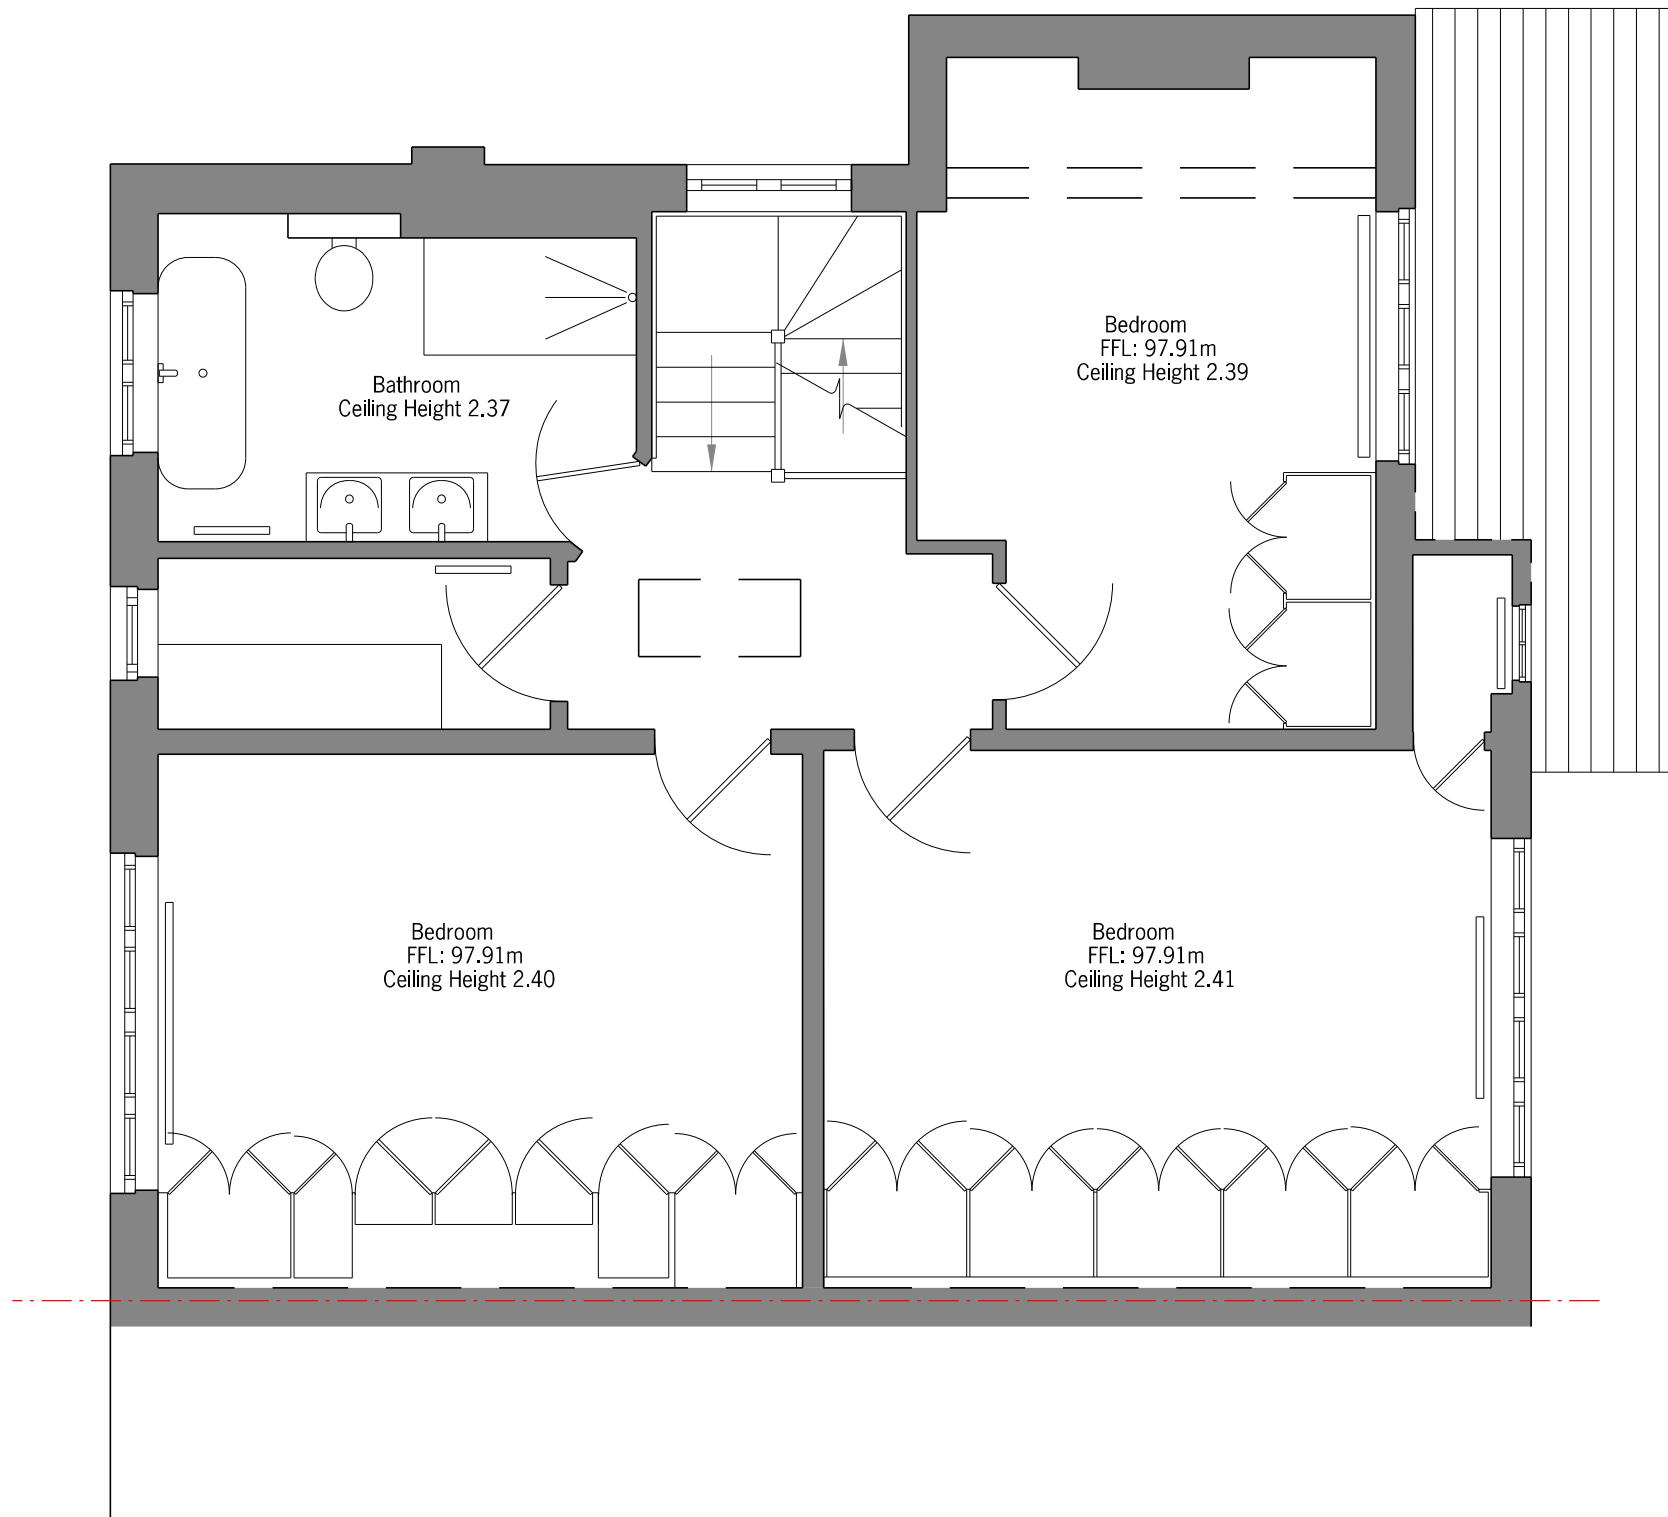 Bedroom
FFL: 97.91m
Ceiling Height 2.39
Bathroom
Ceiling Height 2.37
Bedroom
FFL: 97.91m
Ceiling Height 2.40
Bedroom
FFL: 97.91m
Ceiling Height 2.41